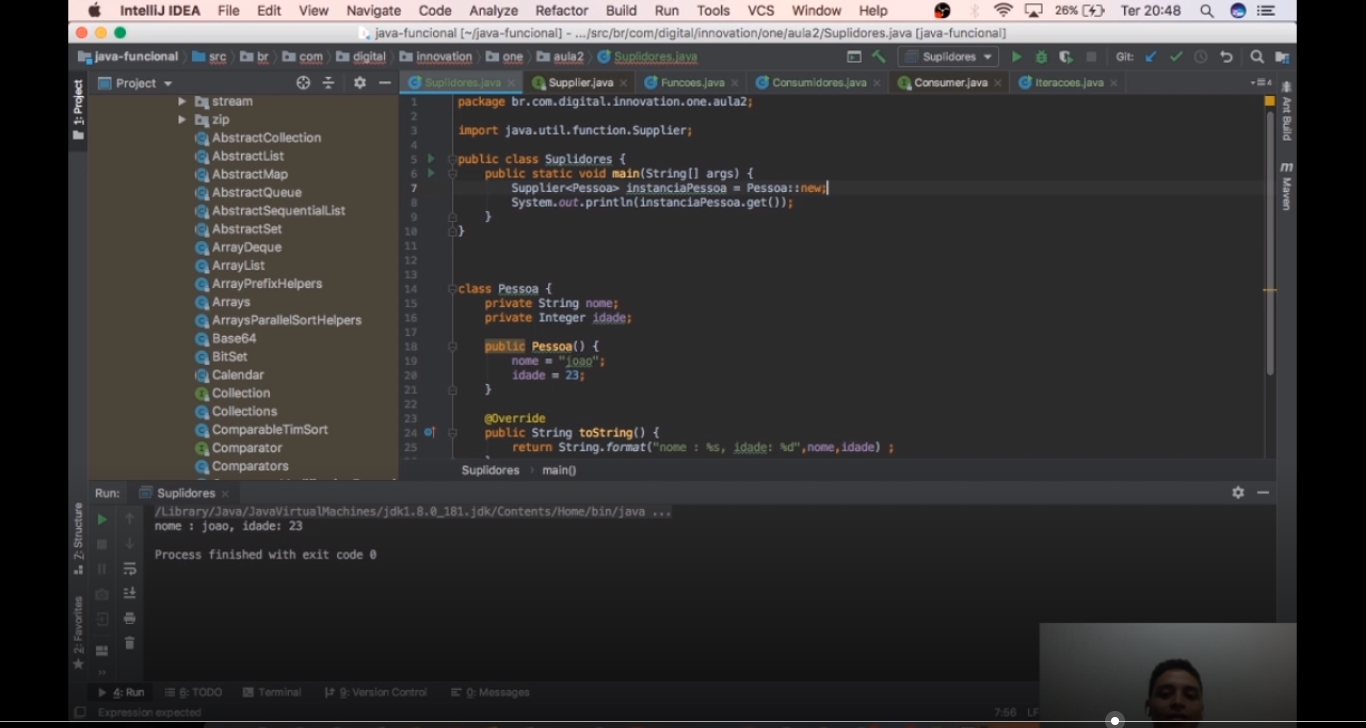 IntelliJ IDEA File Edit View Navigate Code Analyze Refactor Build Run Tools VCS Window Help 26% Ter 20:48
java-funcional [~/java-funcional] - .../src/br/com/digital/innovation/one/aula2/Suplidores.java [java-funcional]
java-funcional src br com digital innovation one aula2 Suplidores.java Suplidores Git:
Project Suplidores.java Supplier.java Funcoes.java Consumidores.java Consumer.java Iteracoes.java
1: Project
stream
zip
AbstractCollection
AbstractList
AbstractMap
AbstractQueue
AbstractSequentialList
AbstractSet
ArrayDeque
ArrayList
ArrayPrefixHelpers
Arrays
ArraysParallelSortHelpers
Base64
BitSet
Calendar
Collection
Collections
ComparableTimSort
Comparator
Comparators
1 package br.com.digital.innovation.one.aula2;
2
3 import java.util.function.Supplier;
4
5 public class Suplidores {
6 public static void main(String[] args) {
7 Supplier<Pessoa> instanciaPessoa = Pessoa::new;
8 System.out.println(instanciaPessoa.get());
9 }
10 }
11
12
13
14 class Pessoa {
15 private String nome;
16 private Integer idade;
17
18 public Pessoa() {
19 nome = "joao";
20 idade = 23;
21 }
22
23 @Override
24 public String toString() {
25 return String.format("nome : %s, idade: %d",nome,idade) ;
Suplidores main()
Ant Build
Maven
Run: Suplidores
/Library/Java/JavaVirtualMachines/jdk1.8.0_181.jdk/Contents/Home/bin/java ...
nome : joao, idade: 23
Process finished with exit code 0
Z: Structure
2: Favorites
4: Run 6: TODO Terminal 9: Version Control 0: Messages
Expression expected 7:56 LF